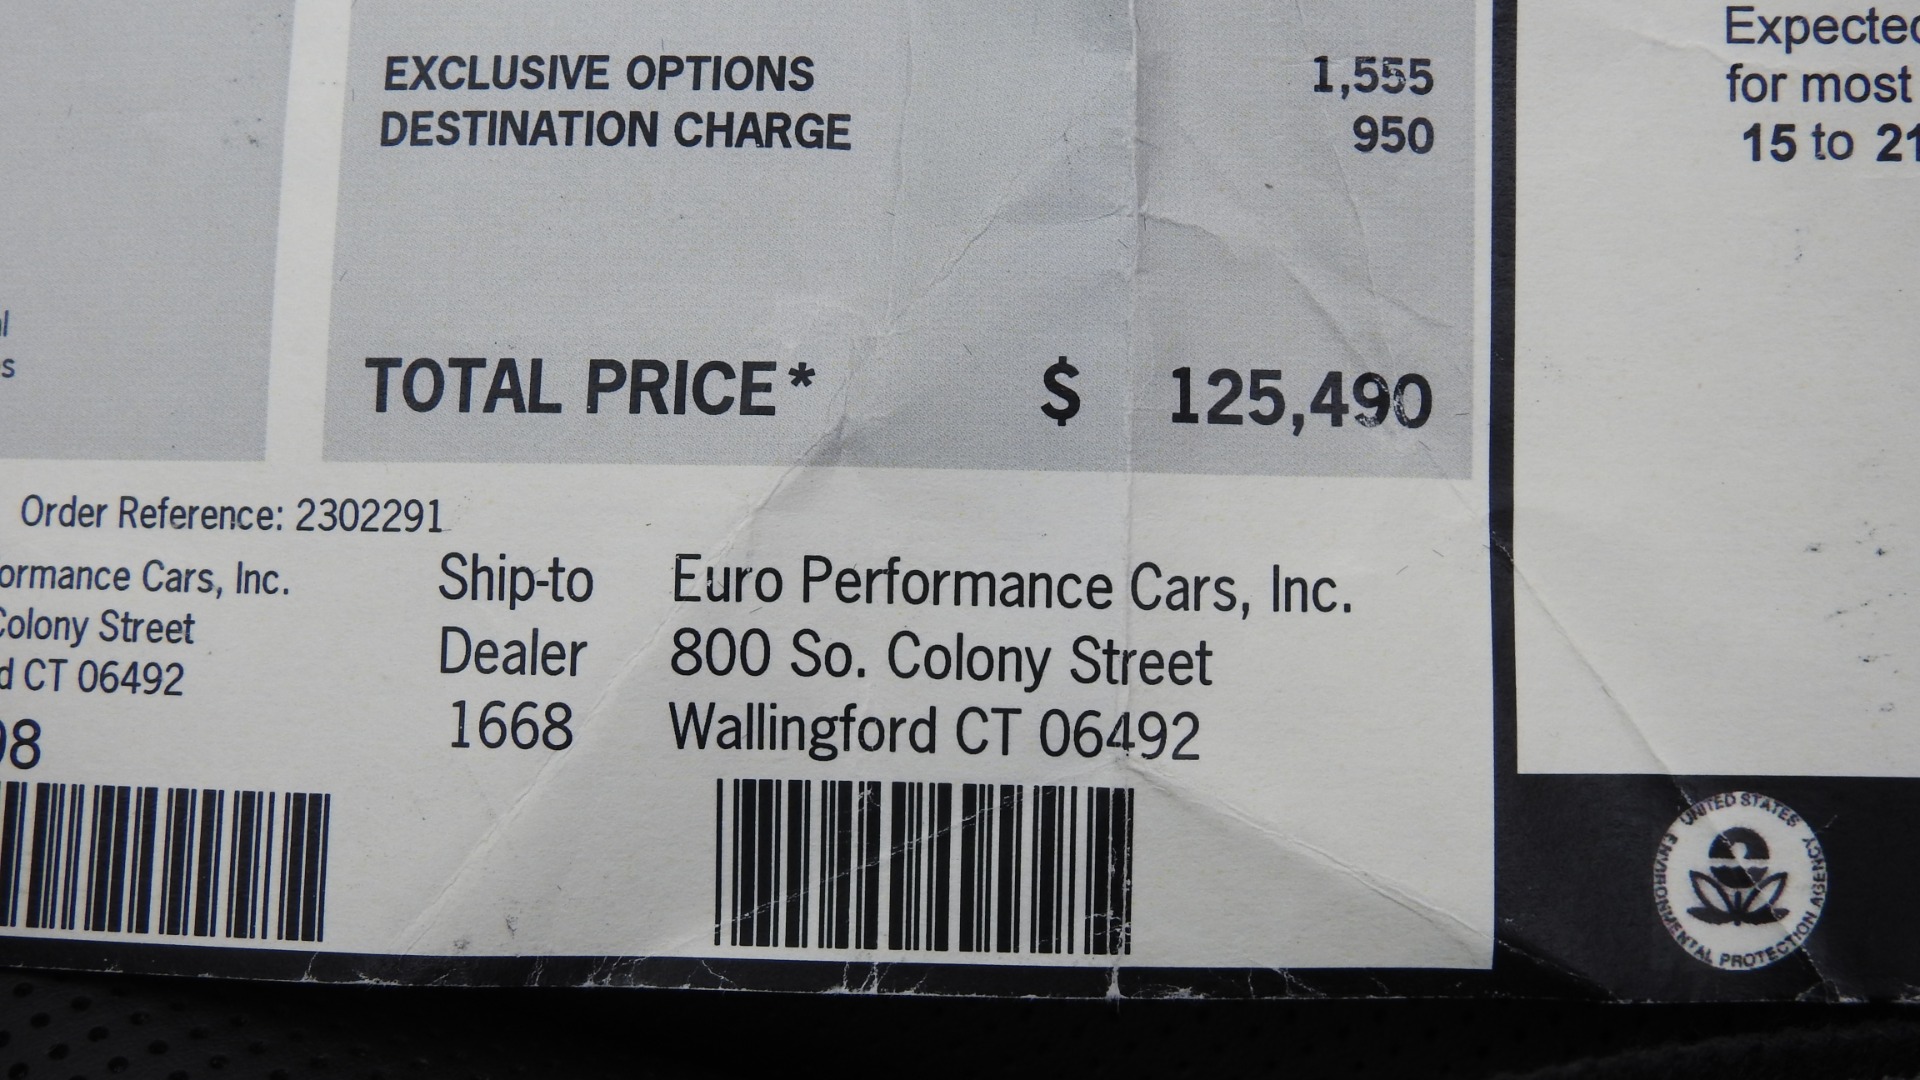 EXCLUSIVE OPTIONS 1,555
DESTINATION CHARGE 950
TOTAL PRICE* $ 125,490
Order Reference: 2302291
Cars, Inc.
Colony Street
CT 06492
Ship-to Euro Performance Cars, Inc.
Dealer 800 So. Colony Street
1668 Wallingford CT 06492
Expected
for most
15 to 21
UNITED STATES
ENVIRONMENTAL PROTECTION AGENCY